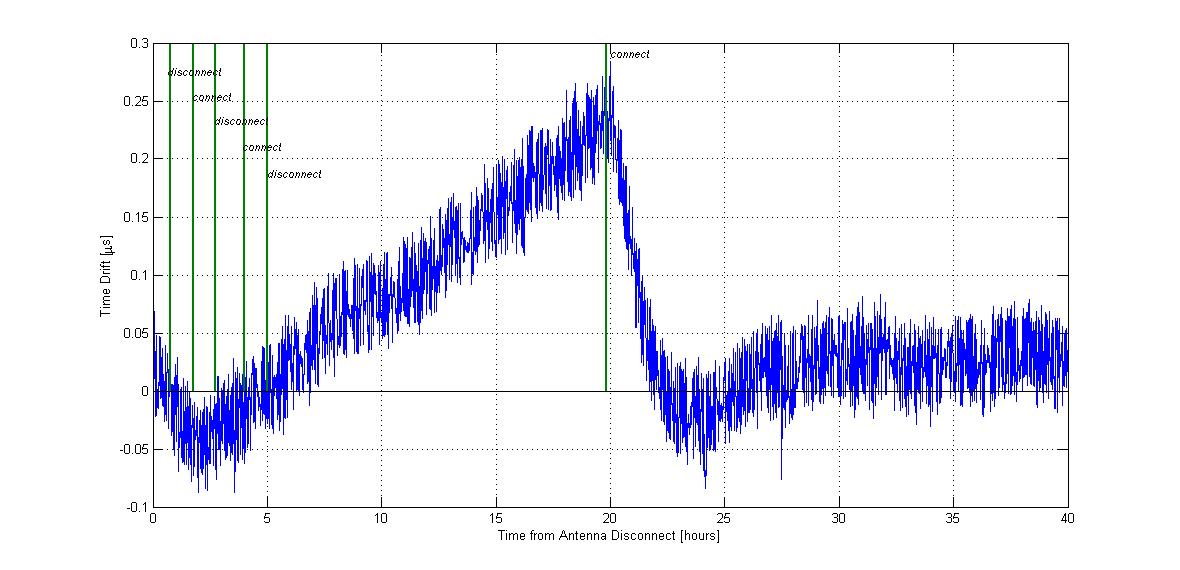 0.3
connect
disconnect
0.25
connect
disconnect
0.2
connect
disconnect
0.15
Time Drift [µs]
0.1
0.05
0
-0.05
-0.1
0 5 10 15 20 25 30 35 40
Time from Antenna Disconnect [hours]